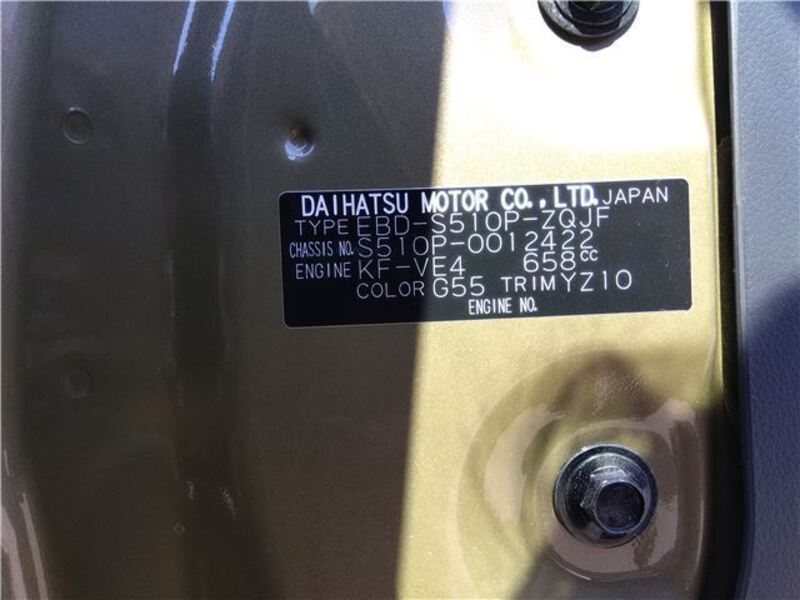 DAIHATSU MOTOR CO.,LTD. JAPAN
TYPE EBD-S510P-ZQJF
CHASSIS NO. S510P-0012422
ENGINE KF-VE4 658cc
COLOR G55 TRIM YZ10
ENGINE NO.